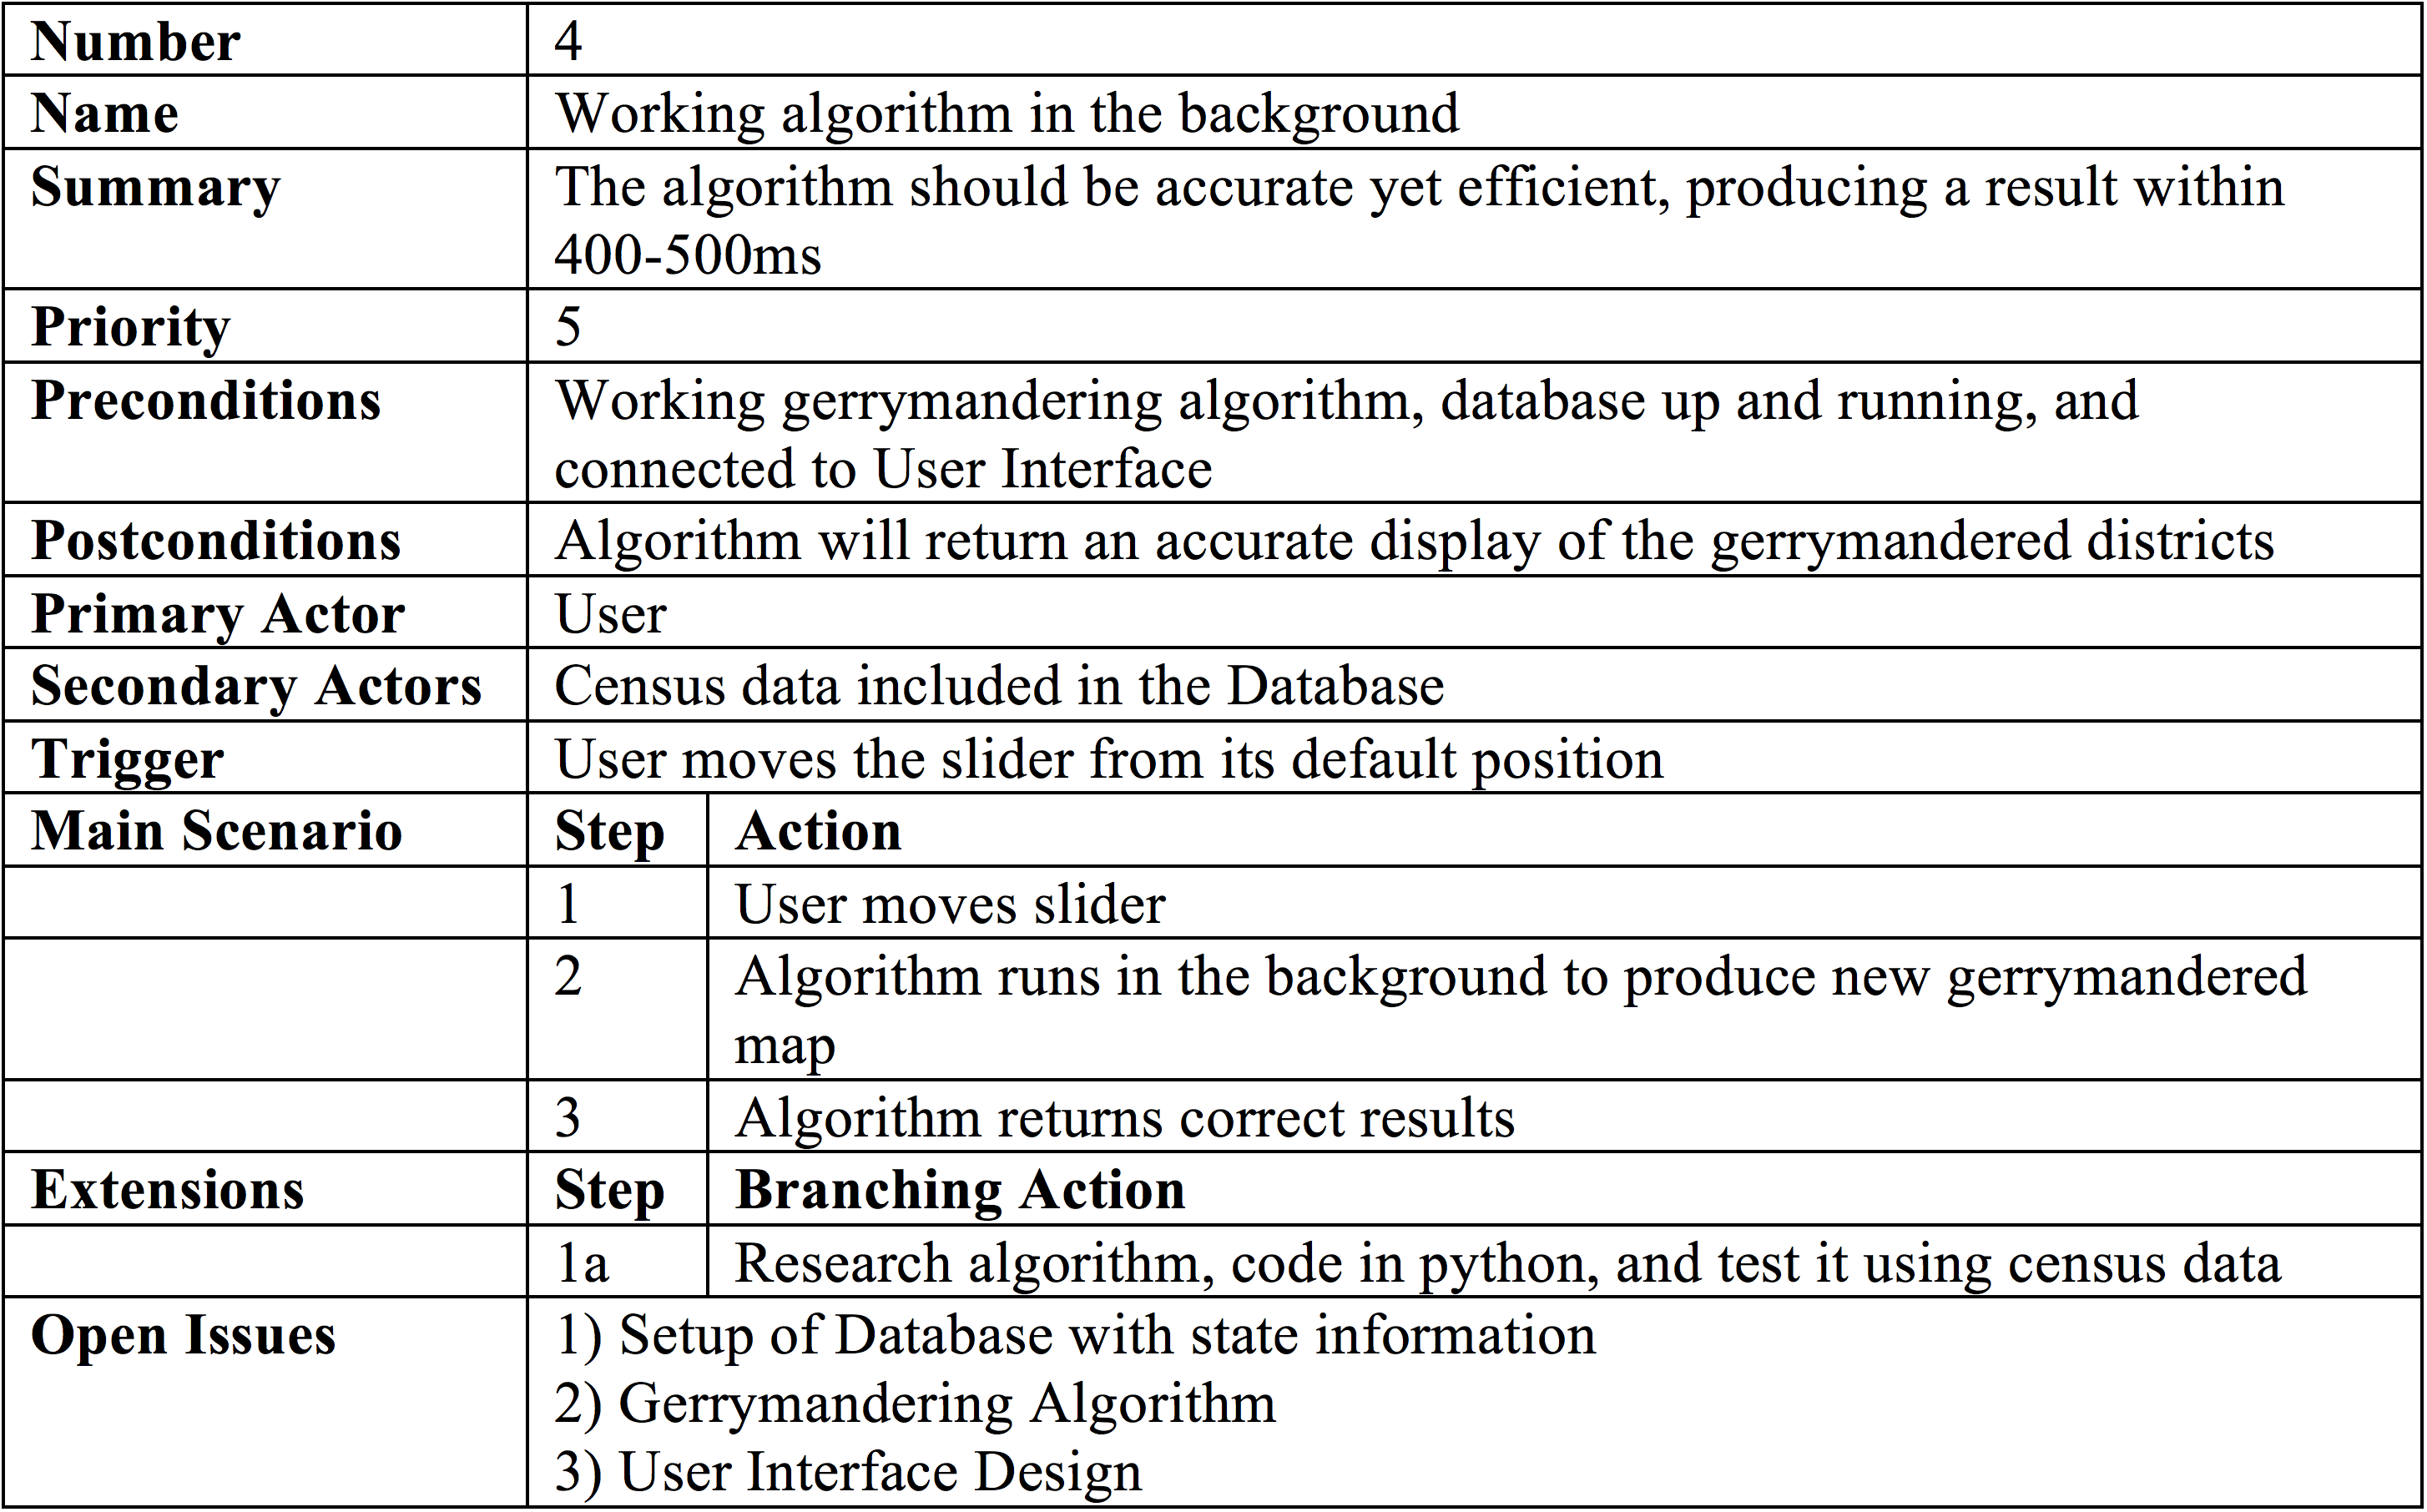 Number 4
Name Working algorithm in the background
Summary The algorithm should be accurate yet efficient, producing a result within
400-500ms
Priority 5
Preconditions Working gerrymandering algorithm, database up and running, and
connected to User Interface
Postconditions Algorithm will return an accurate display of the gerrymandered districts
Primary Actor User
Secondary Actors Census data included in the Database
Trigger User moves the slider from its default position
Main Scenario Step Action
1 User moves slider
2 Algorithm runs in the background to produce new gerrymandered
map
3 Algorithm returns correct results
Extensions Step Branching Action
1a Research algorithm, code in python, and test it using census data
Open Issues 1) Setup of Database with state information
2) Gerrymandering Algorithm
3) User Interface Design